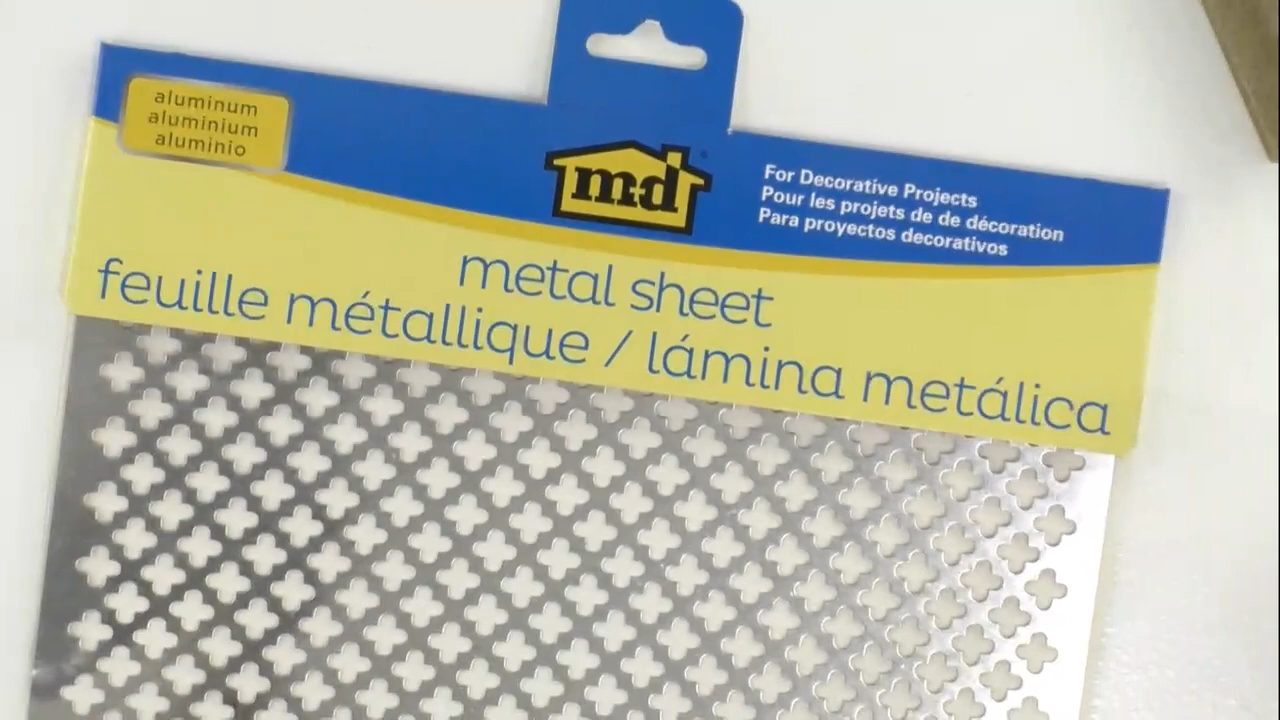 aluminum
aluminium
aluminio
m-d
®
For Decorative Projects
Pour les projets de de décoration
Para proyectos decorativos
metal sheet
feuille métallique / lámina metálica